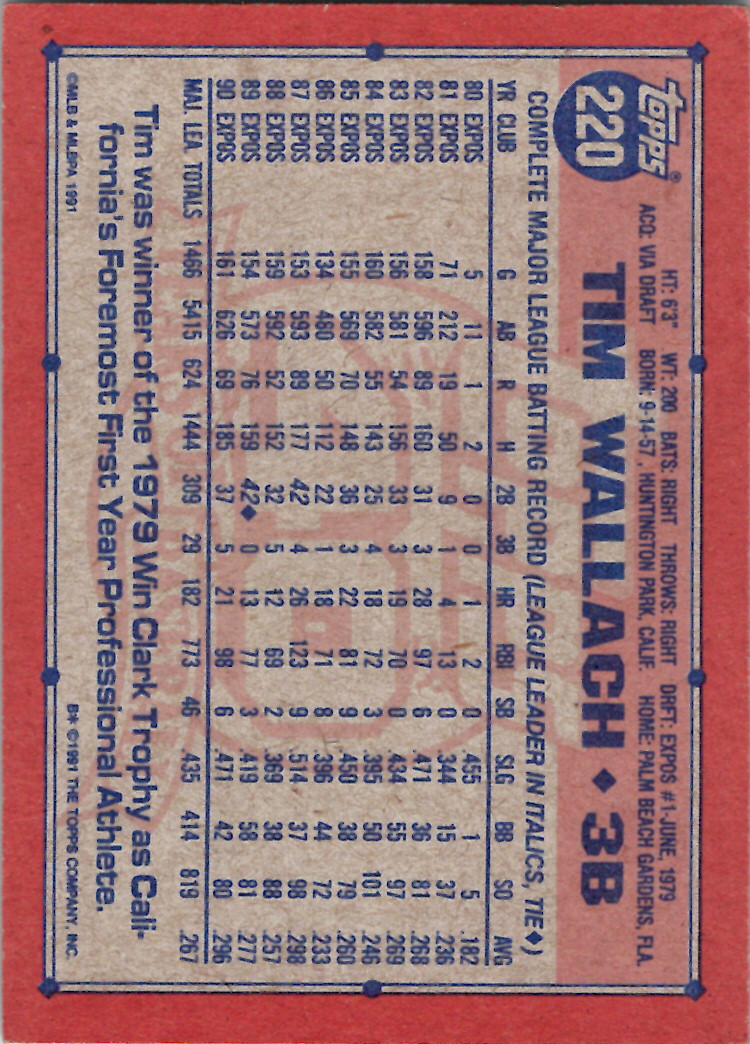 topps®
220
HT: 6'3" WT: 200 BATS: RIGHT THROWS: RIGHT DRFT: EXPOS #1-JUNE, 1979
ACQ: VIA DRAFT BORN: 9-14-57, HUNTINGTON PARK, CALIF. HOME: PALM BEACH GARDENS, FLA.
TIM WALLACH ♦ 3B
COMPLETE MAJOR LEAGUE BATTING RECORD (LEAGUE LEADER IN ITALICS, TIE ♦)
YR CLUB G AB R H 2B 3B HR RBI SB SLG BB SO AVG
80 EXPOS 5 11 1 2 0 0 1 2 0 .455 1 5 .182
81 EXPOS 71 212 19 50 9 1 4 13 0 .344 15 37 .236
82 EXPOS 158 596 89 160 31 3 28 97 6 .471 36 81 .268
83 EXPOS 156 581 54 156 33 3 19 70 0 .434 55 97 .269
84 EXPOS 160 582 55 143 25 4 18 72 3 .395 50 101 .246
85 EXPOS 155 569 70 148 36 3 22 81 9 .450 38 79 .260
86 EXPOS 134 480 50 112 22 1 18 71 8 .396 44 72 .233
87 EXPOS 153 593 89 177 42 4 26 123 9 .514 37 98 .298
88 EXPOS 159 592 52 152 32 5 12 69 2 .389 38 88 .257
89 EXPOS 154 573 76 159 42♦ 0 13 77 3 .419 58 81 .277
90 EXPOS 161 626 69 185 37 5 21 98 6 .471 42 80 .296
MAJ. LEA. TOTALS 1466 5415 624 1444 309 29 182 773 46 .435 414 819 .267
Tim was winner of the 1979 Win Clark Trophy as Cali-
fornia's Foremost First Year Professional Athlete.
©MLB & MLBPA 1991
B* ©1991 THE TOPPS COMPANY, INC.